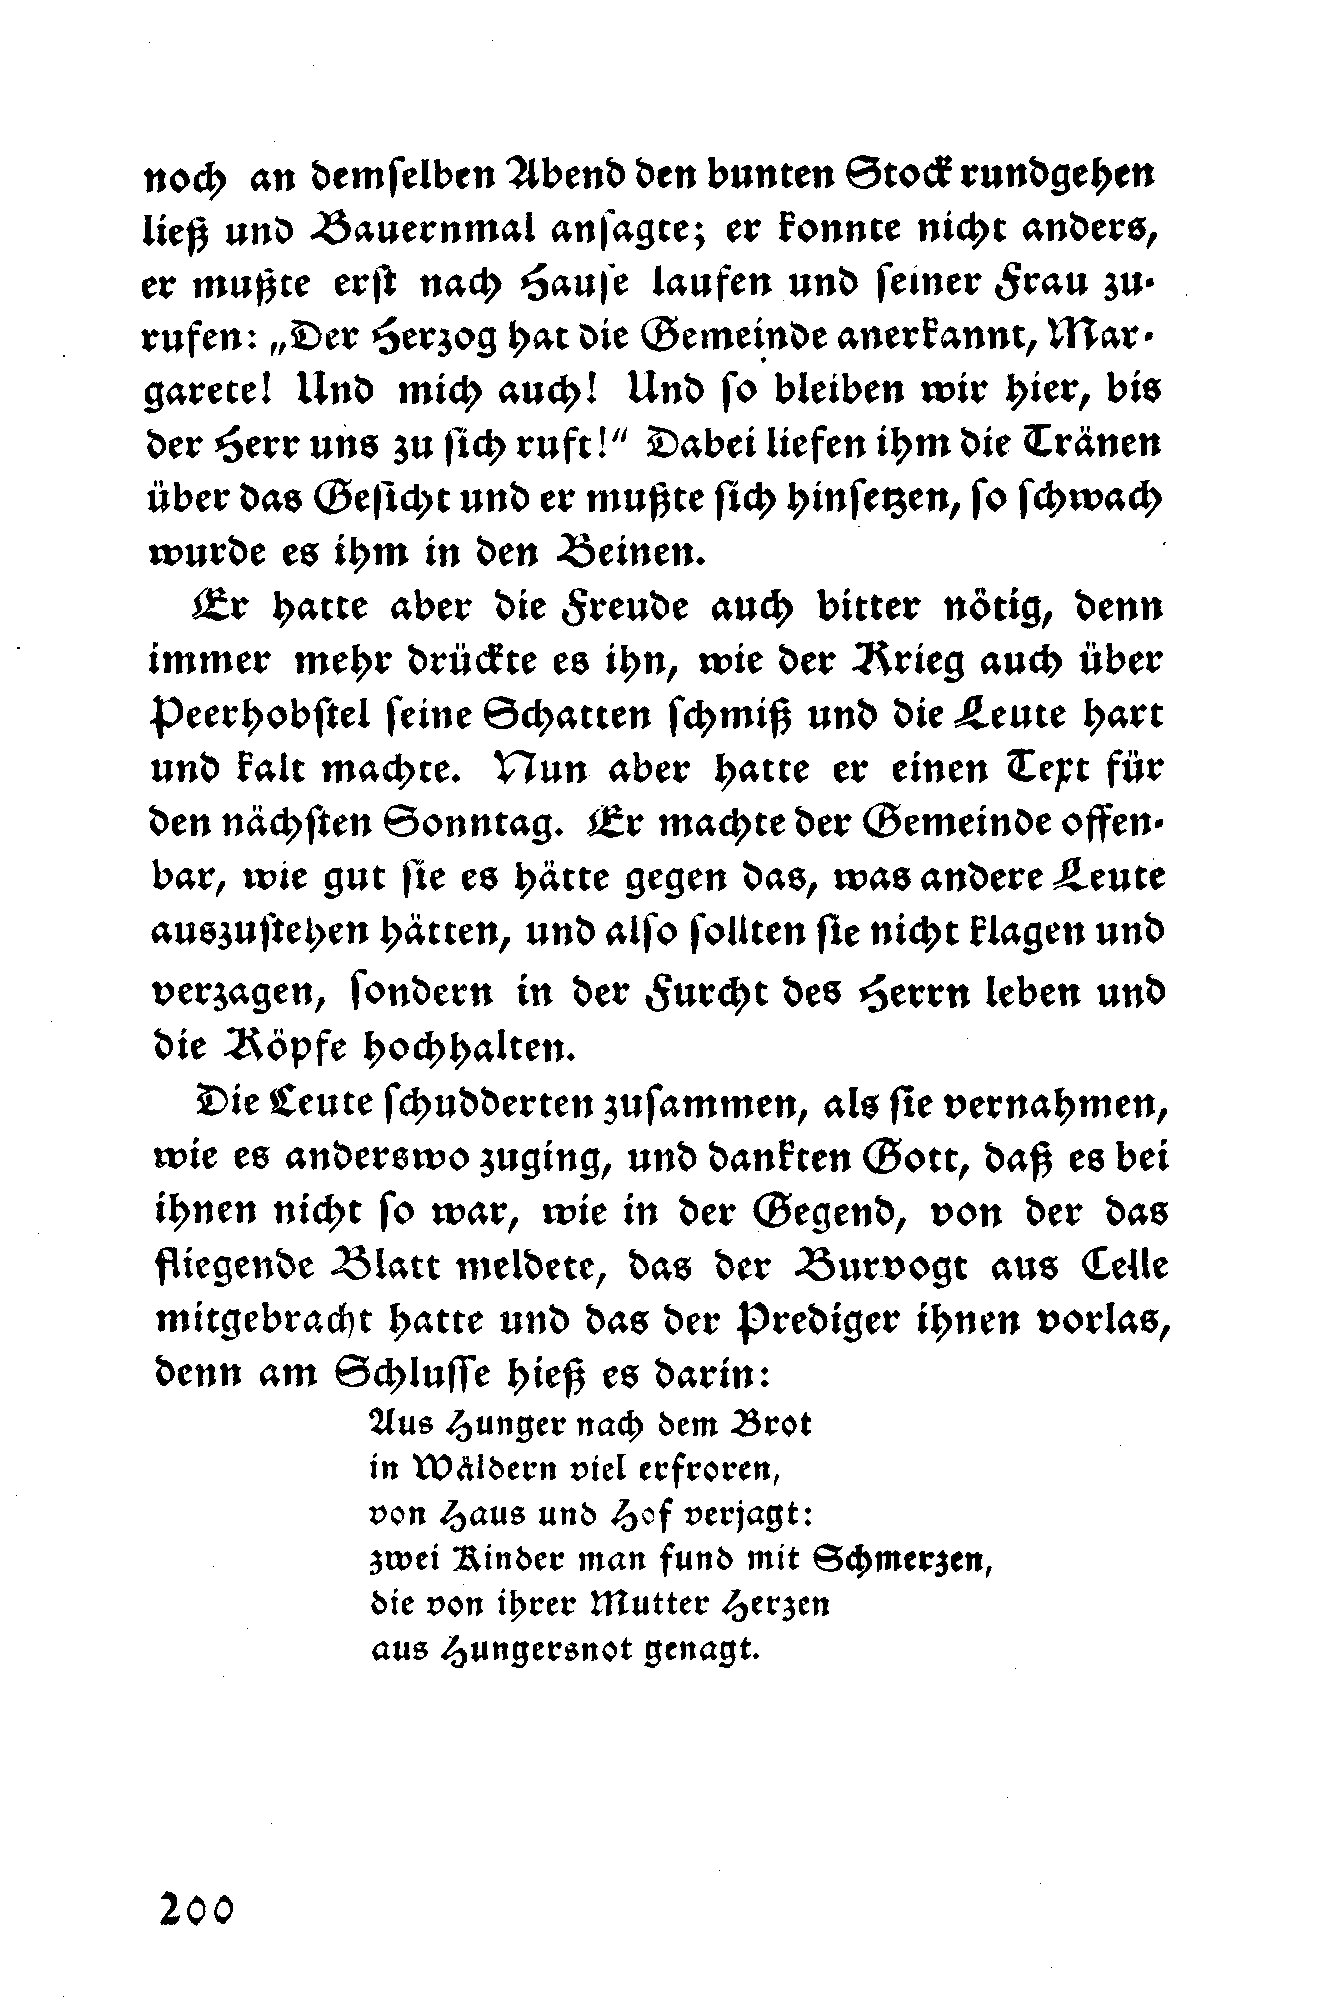 noch an demſelben Abend den bunten Stock rundgehen
ließ und Bauernmal anſagte; er konnte nicht anders,
er mußte erſt nach Hauſe laufen und ſeiner Frau zu-
rufen: „Der Herzog hat die Gemeinde anerkannt, Mar-
garete! Und mich auch! Und ſo bleiben wir hier, bis
der Herr uns zu ſich ruft!“ Dabei liefen ihm die Tränen
über das Geſicht und er mußte ſich hinſetzen, ſo ſchwach
wurde es ihm in den Beinen.
Er hatte aber die Freude auch bitter nötig, denn
immer mehr drückte es ihn, wie der Krieg auch über
Peerhobſtel ſeine Schatten ſchmiß und die Leute hart
und kalt machte. Nun aber hatte er einen Text für
den nächſten Sonntag. Er machte der Gemeinde offen-
bar, wie gut ſie es hätte gegen das, was andere Leute
auszuſtehen hätten, und alſo ſollten ſie nicht klagen und
verzagen, ſondern in der Furcht des Herrn leben und
die Köpfe hochhalten.
Die Leute ſchudderten zuſammen, als ſie vernahmen,
wie es anderswo zuging, und dankten Gott, daß es bei
ihnen nicht ſo war, wie in der Gegend, von der das
fliegende Blatt meldete, das der Burvogt aus Celle
mitgebracht hatte und das der Prediger ihnen vorlas,
denn am Schluſſe hieß es darin:
Aus Hunger nach dem Brot
in Wäldern viel erfroren,
von Haus und Hof verjagt:
zwei Kinder man fund mit Schmerzen,
die von ihrer Mutter Herzen
aus Hungersnot genagt.
200